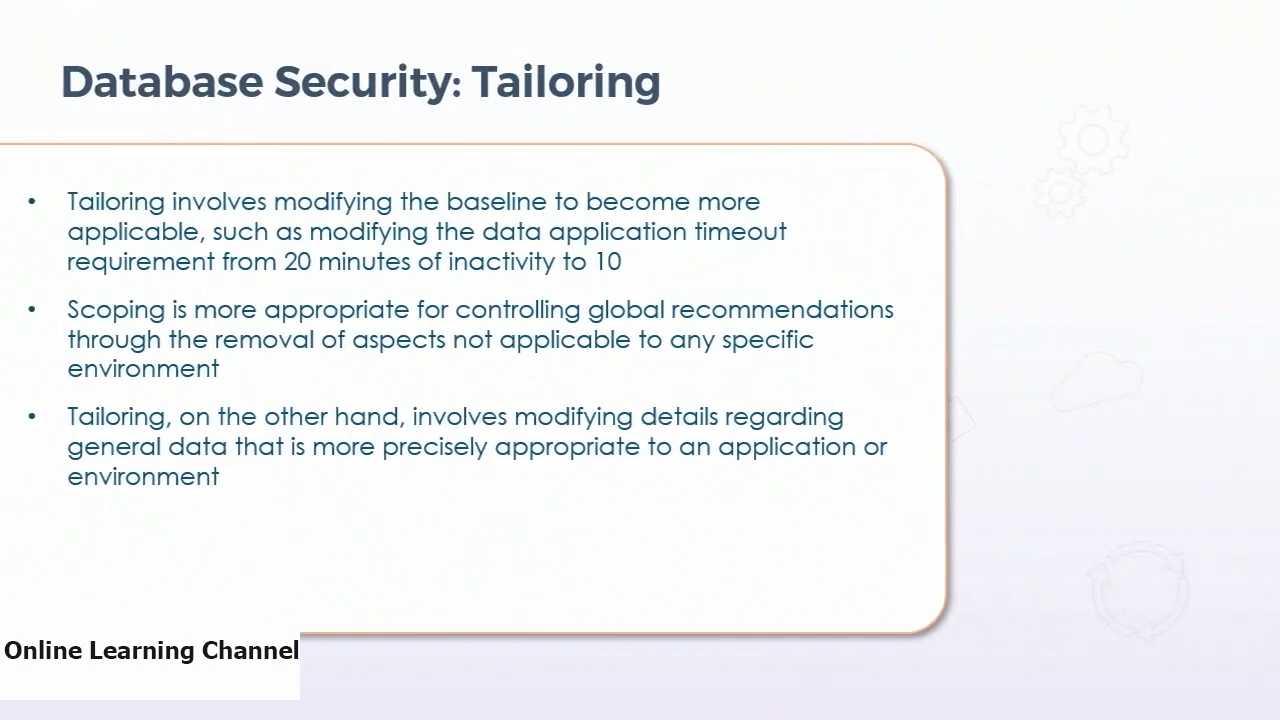 Database Security: Tailoring
• Tailoring involves modifying the baseline to become more
applicable, such as modifying the data application timeout
requirement from 20 minutes of inactivity to 10
• Scoping is more appropriate for controlling global recommendations
through the removal of aspects not applicable to any specific
environment
• Tailoring, on the other hand, involves modifying details regarding
general data that is more precisely appropriate to an application or
environment
Online Learning Channel